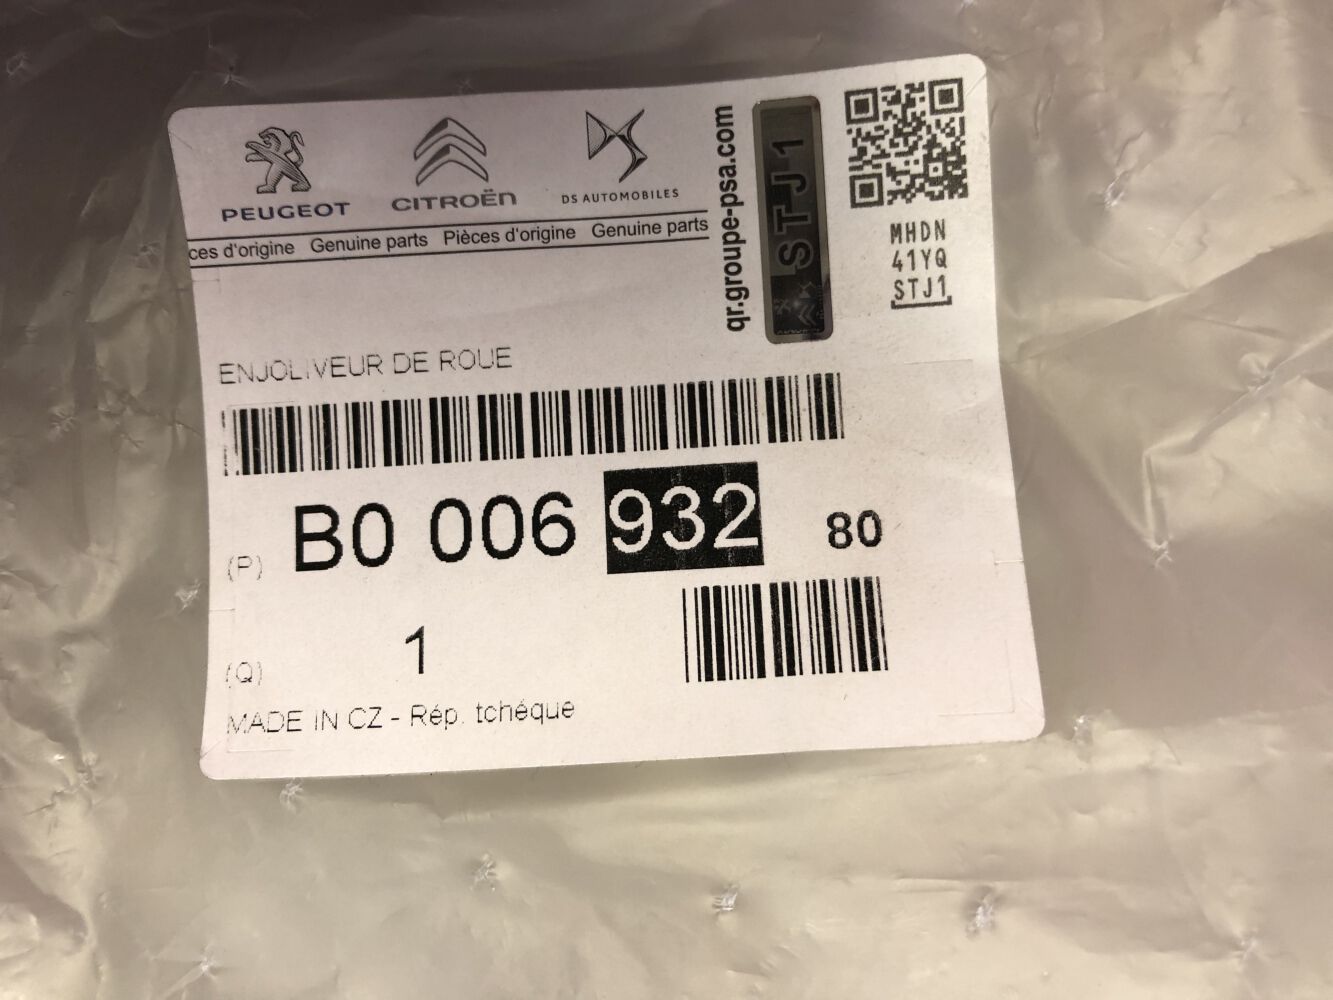 PEUGEOT CITROËN DS AUTOMOBILES
ces d'origine Genuine parts Pièces d'origine Genuine parts
qr.groupe-psa.com
STJ1
MHDN
41YQ
STJ1
ENJOLIVEUR DE ROUE
(P) B0 006 932 80
(Q) 1
MADE IN CZ - Rép. tchéque